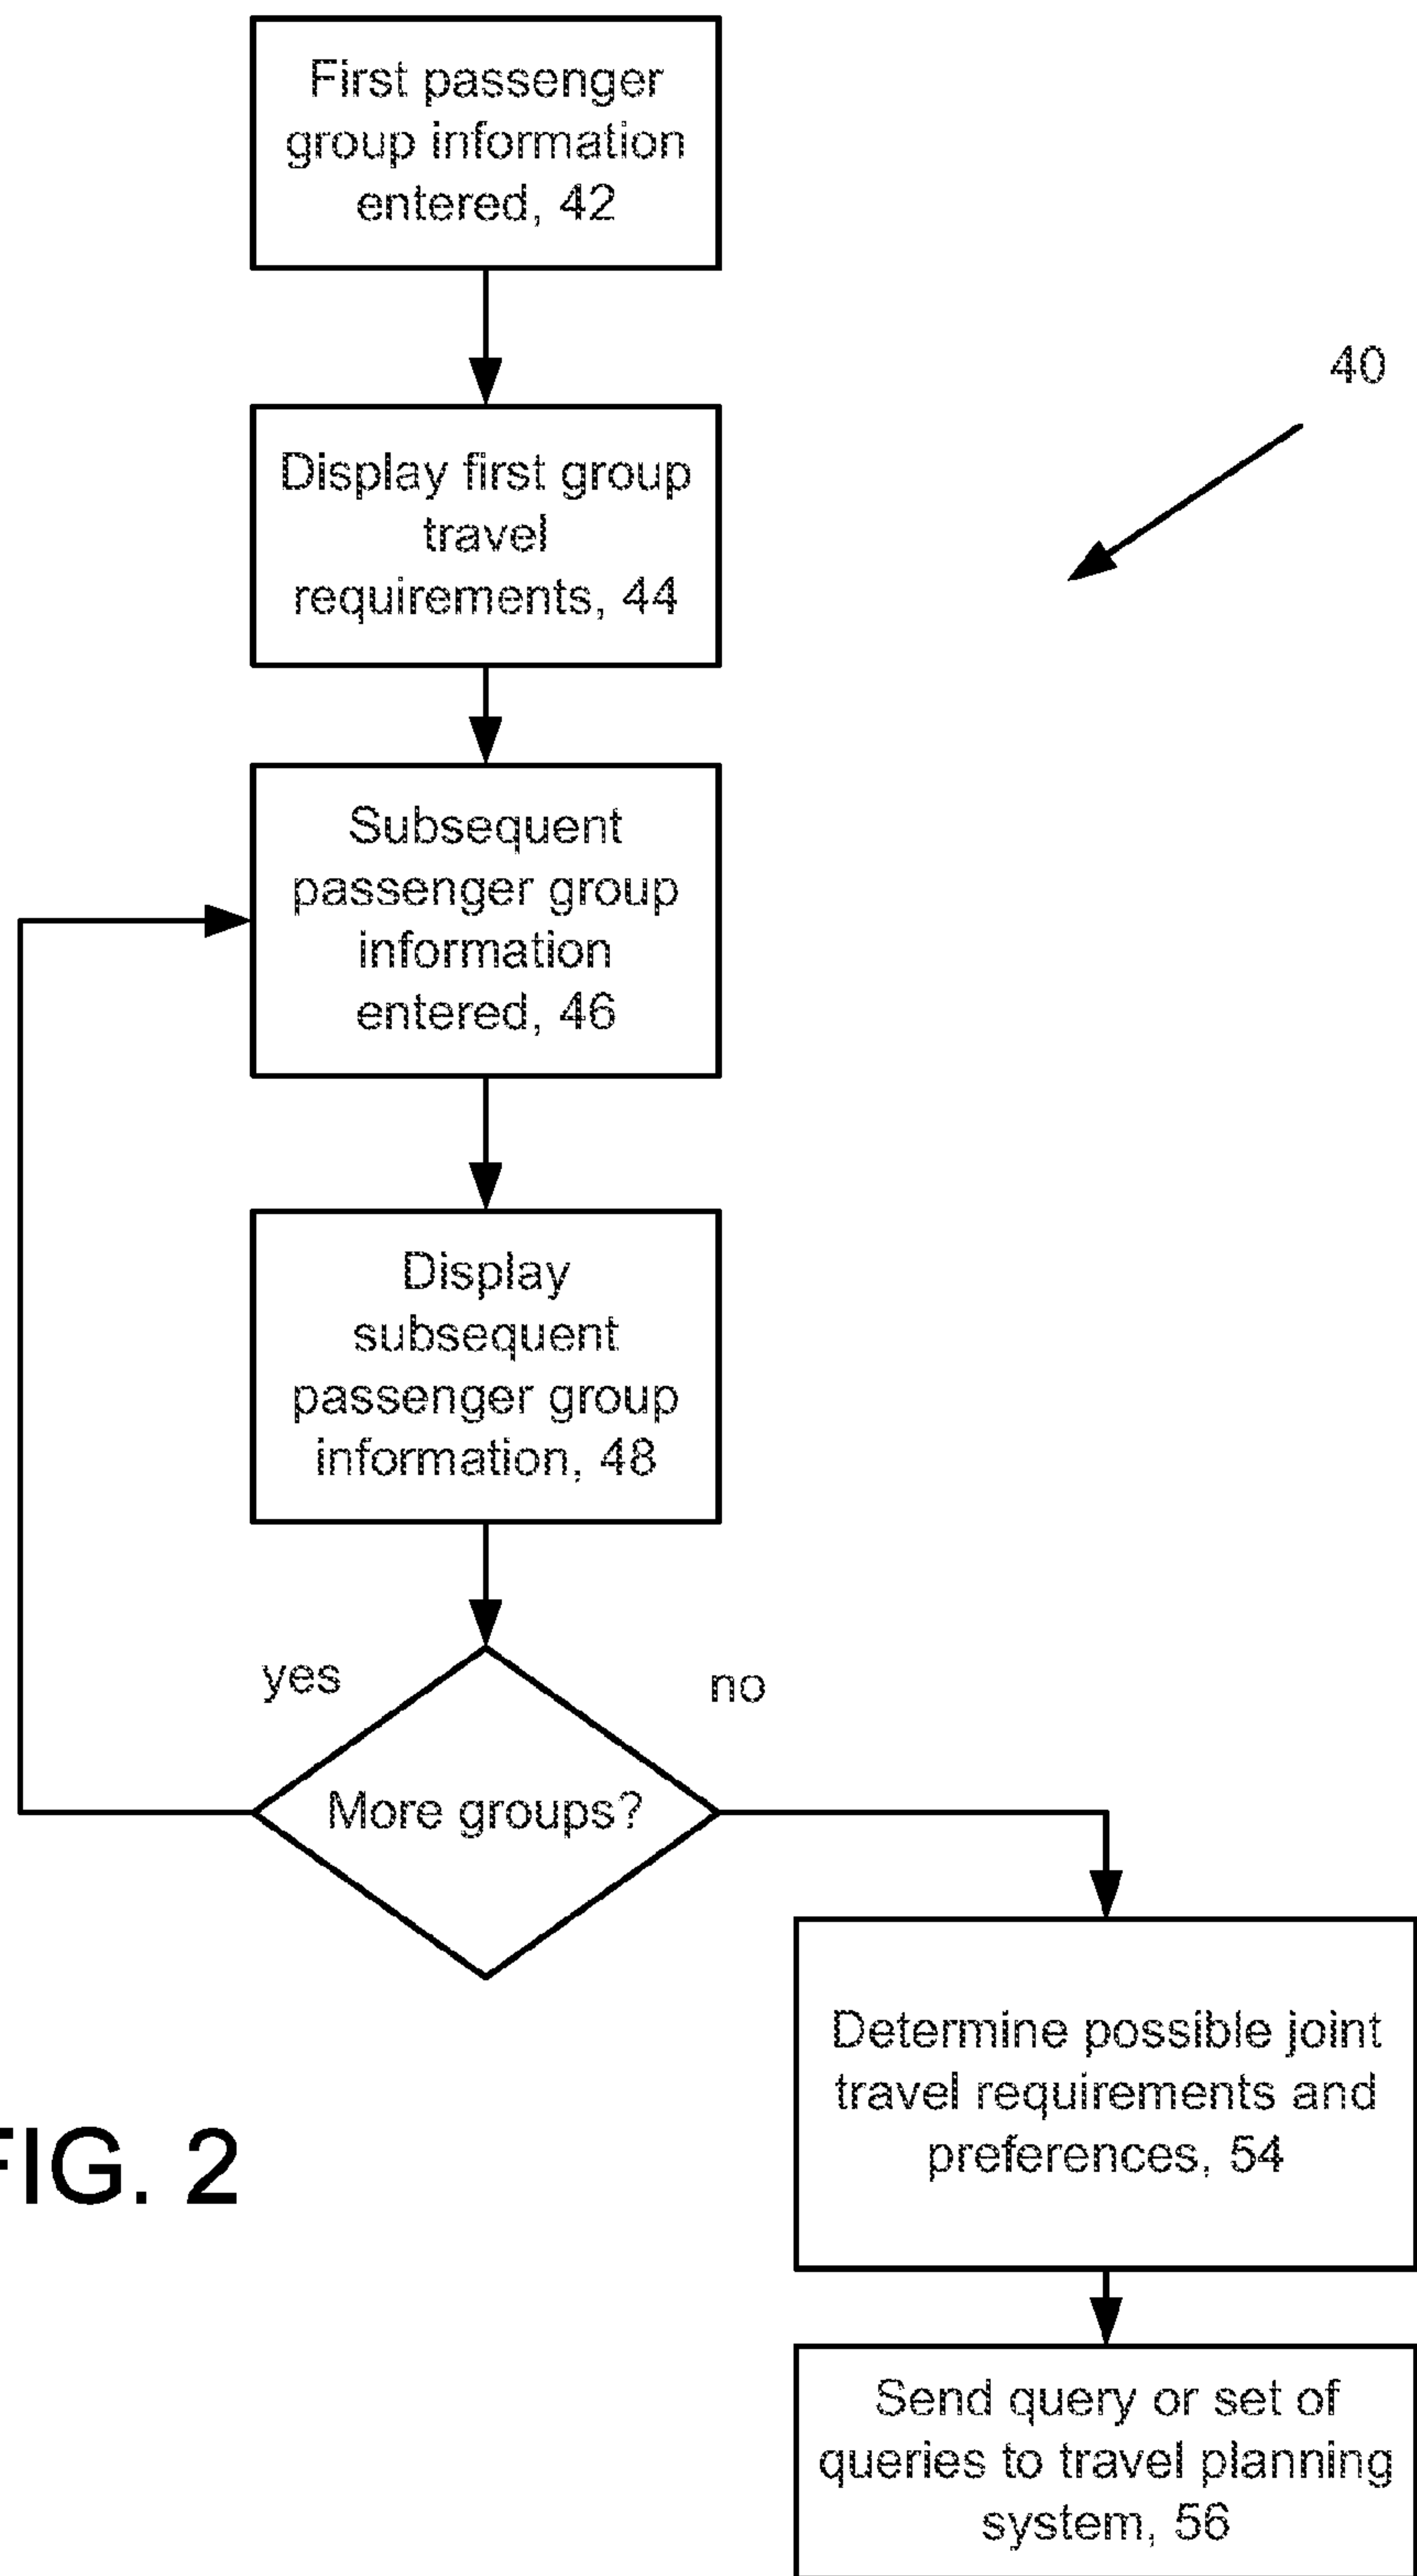 First passenger
group information
entered, 42
40
Display first group
travel
requirements, 44
Subsequent
passenger group
information
entered, 46
Display
subsequent
passenger group
information, 48
yes
no
More groups?
Determine possible joint
travel requirements and
preferences, 54
FIG. 2
Send query or set of
queries to travel planning
system, 56